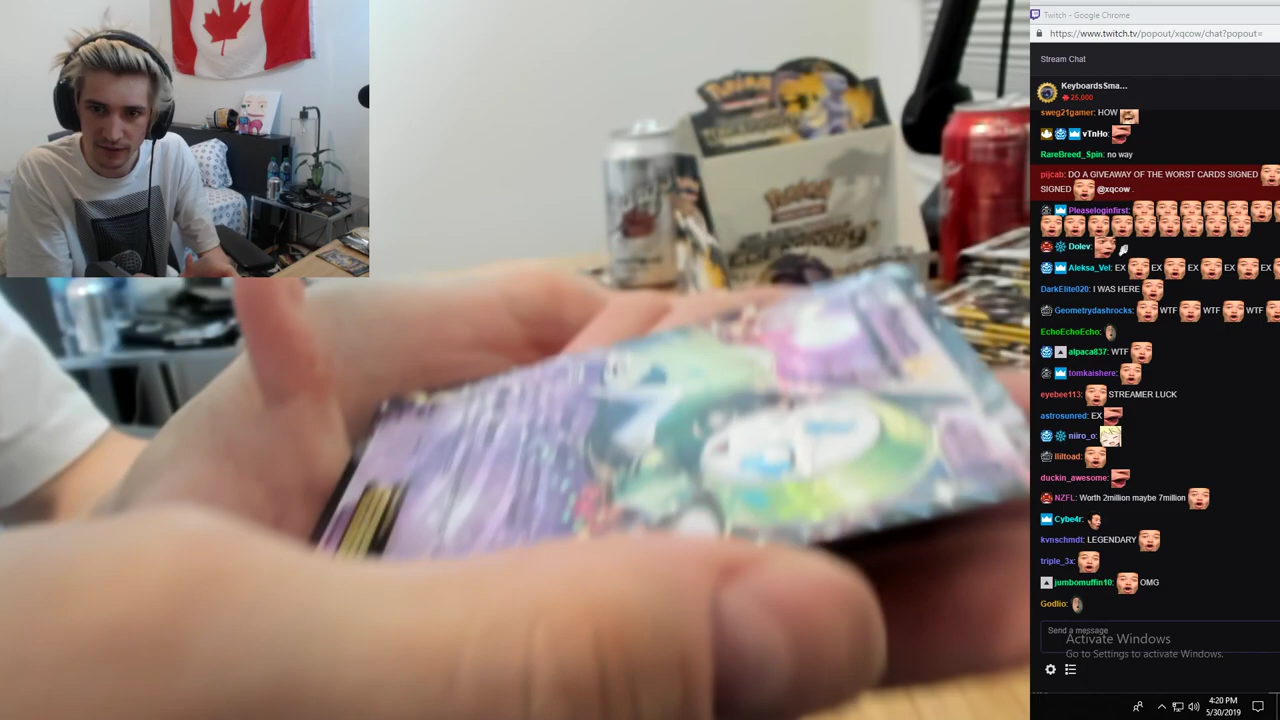 Twitch - Google Chrome
https://www.twitch.tv/popout/xqcow/chat?popout=
Stream Chat
KeyboardsSma...
25,000
sweg21gamer: HOW
vTnHo:
RareBreed_Spin: no way
pijcab: DO A GIVEAWAY OF THE WORST CARDS SIGNED
SIGNED @xqcow .
Pleaseloginfirst:
Dolev:
Aleksa_Vel: EX EX EX EX EX
DarkElite020: I WAS HERE
Geometrydashrocks: WTF WTF WTF
EchoEchoEcho:
alpaca837: WTF
tomkaishere:
eyebee113: STREAMER LUCK
astrosunred: EX
niiro_o:
lliltoad:
duckin_awesome:
NZFL: Worth 2million maybe 7million
Cybe4r:
kvnschmdt: LEGENDARY
triple_3x:
jumbomuffin10: OMG
Godlio:
Send a message
Activate Windows
Go to Settings to activate Windows.
4:20 PM
5/30/2019